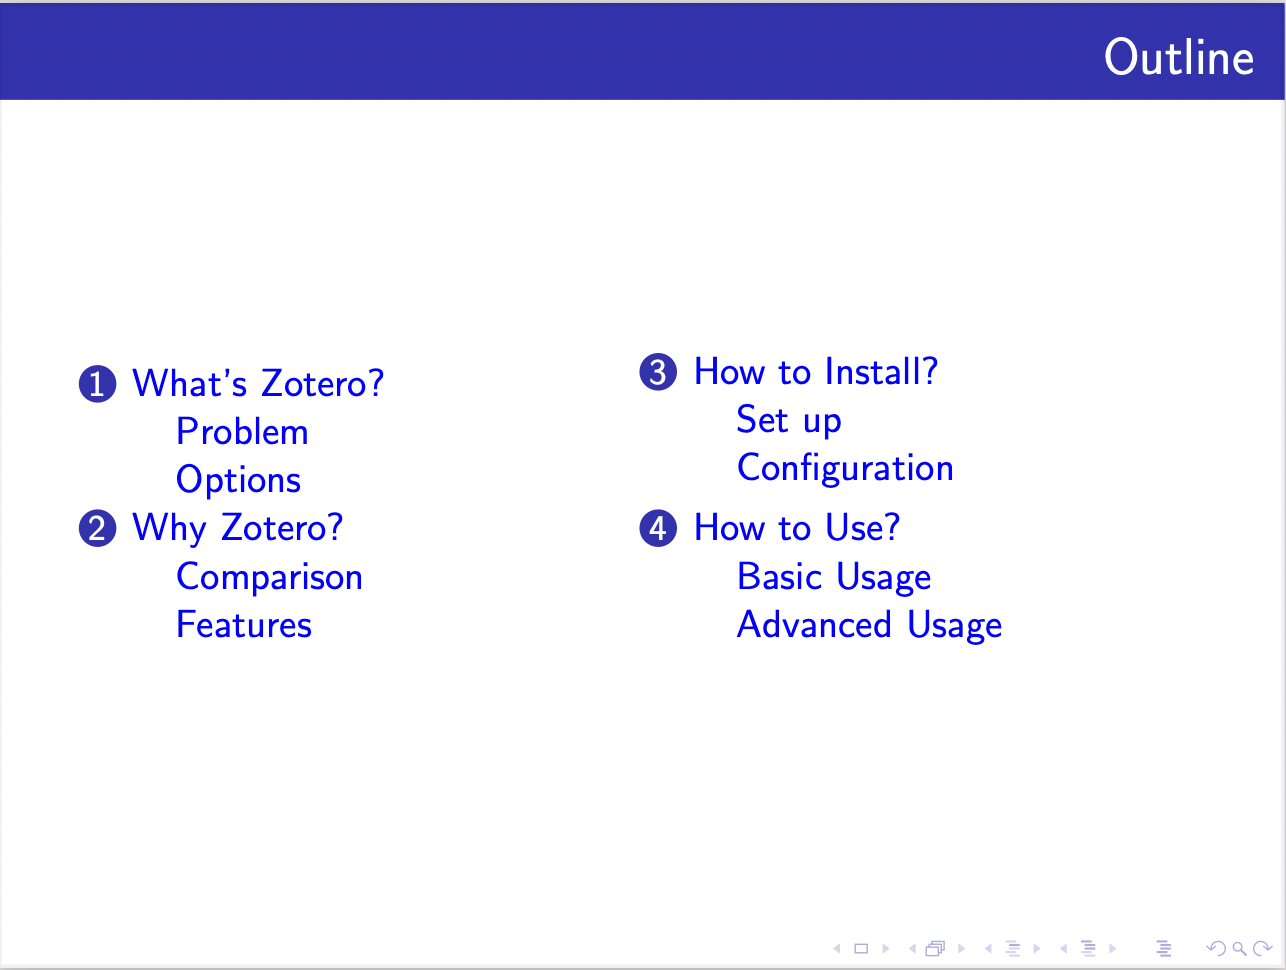 Outline
1 What's Zotero?
Problem
Options
2 Why Zotero?
Comparison
Features
3 How to Install?
Set up
Configuration
4 How to Use?
Basic Usage
Advanced Usage